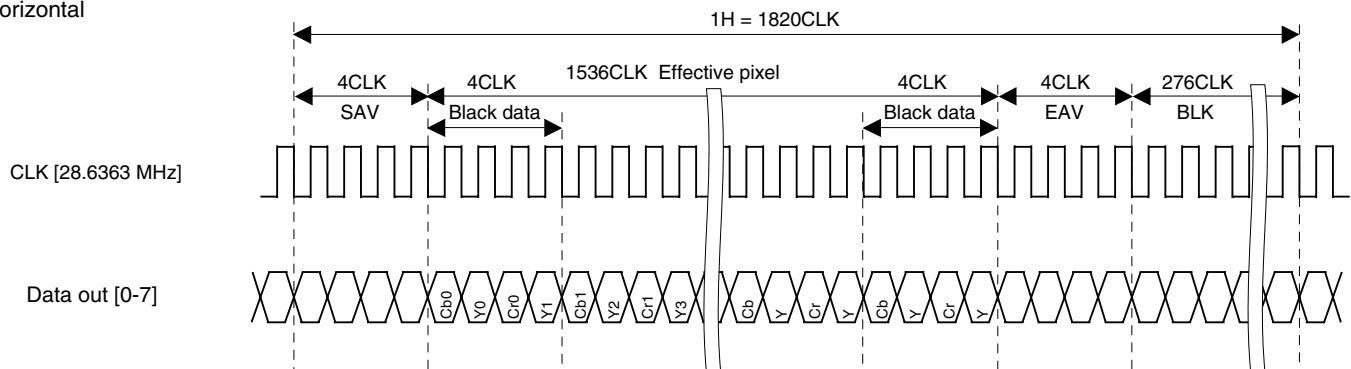 orizontal
1H = 1820CLK
4CLK 4CLK 1536CLK Effective pixel 4CLK 4CLK 276CLK
SAV Black data Black data EAV BLK
CLK [28.6363 MHz]
Data out [0-7] Cb0 Y0 Cr0 Y1 Cb1 Y2 Cr1 Y3 Cb Y Cr Y Cb Y Cr Y